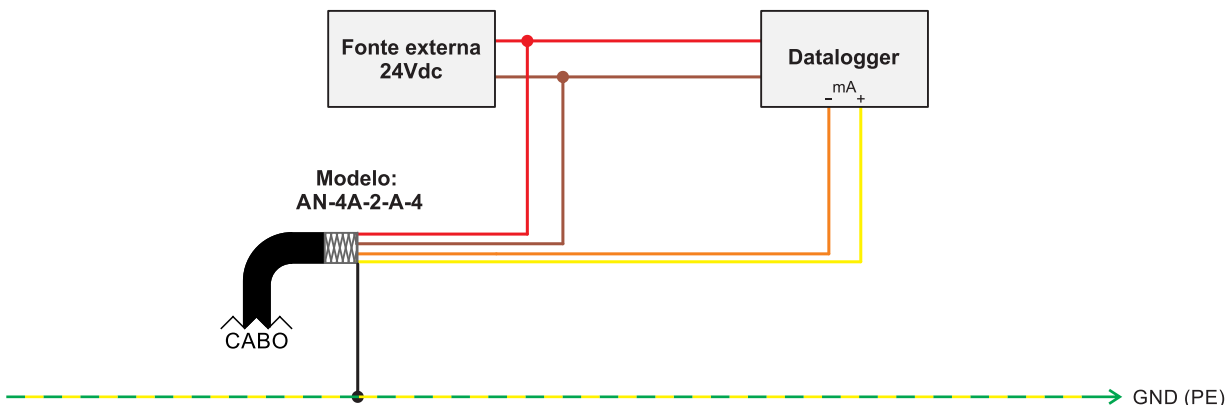 Fonte externa
24Vdc
Datalogger
mA
- +
Modelo:
AN-4A-2-A-4
CABO
GND (PE)